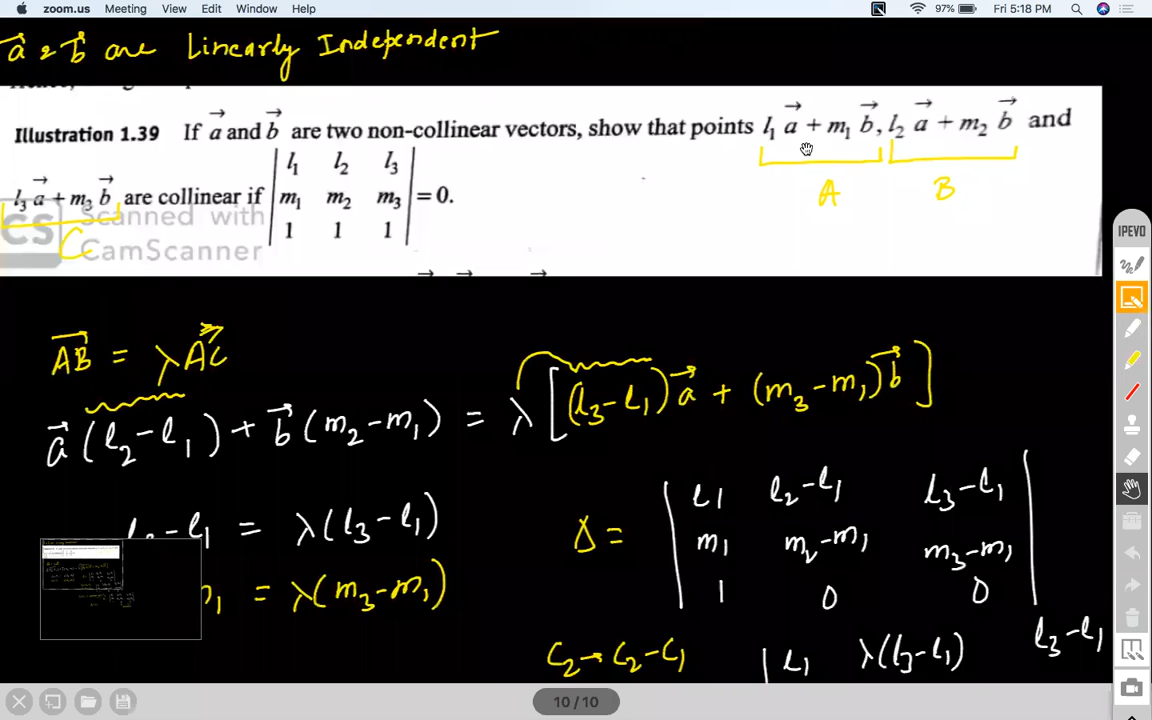 zoom.us Meeting View Edit Window Help 97% Fri 5:18 PM
a⃗ & b⃗ are Linearly Independent
Illustration 1.39 If a⃗ and b⃗ are two non-collinear vectors, show that points l₁ a⃗ + m₁ b⃗, l₂ a⃗ + m₂ b⃗ and
l₃ a⃗ + m₃ b⃗ are collinear if | l₁ l₂ l₃ |
| m₁ m₂ m₃ | = 0.
| 1 1 1 |
A B
C
CS Scanned with
CamScanner
IPEVO
AB⃗ = λAC⃗
a⃗(l₂-l₁) + b⃗(m₂-m₁) = λ[(l₃-l₁)a⃗ + (m₃-m₁)b⃗]
-l₁ = λ(l₃-l₁)
= λ(m₃-m₁)
Δ = | l₁ l₂-l₁ l₃-l₁ |
| m₁ m₂-m₁ m₃-m₁ |
| 1 0 0 |
C₂→C₂-C₁ | l₁ λ(l₃-l₁) l₃-l₁
10/10